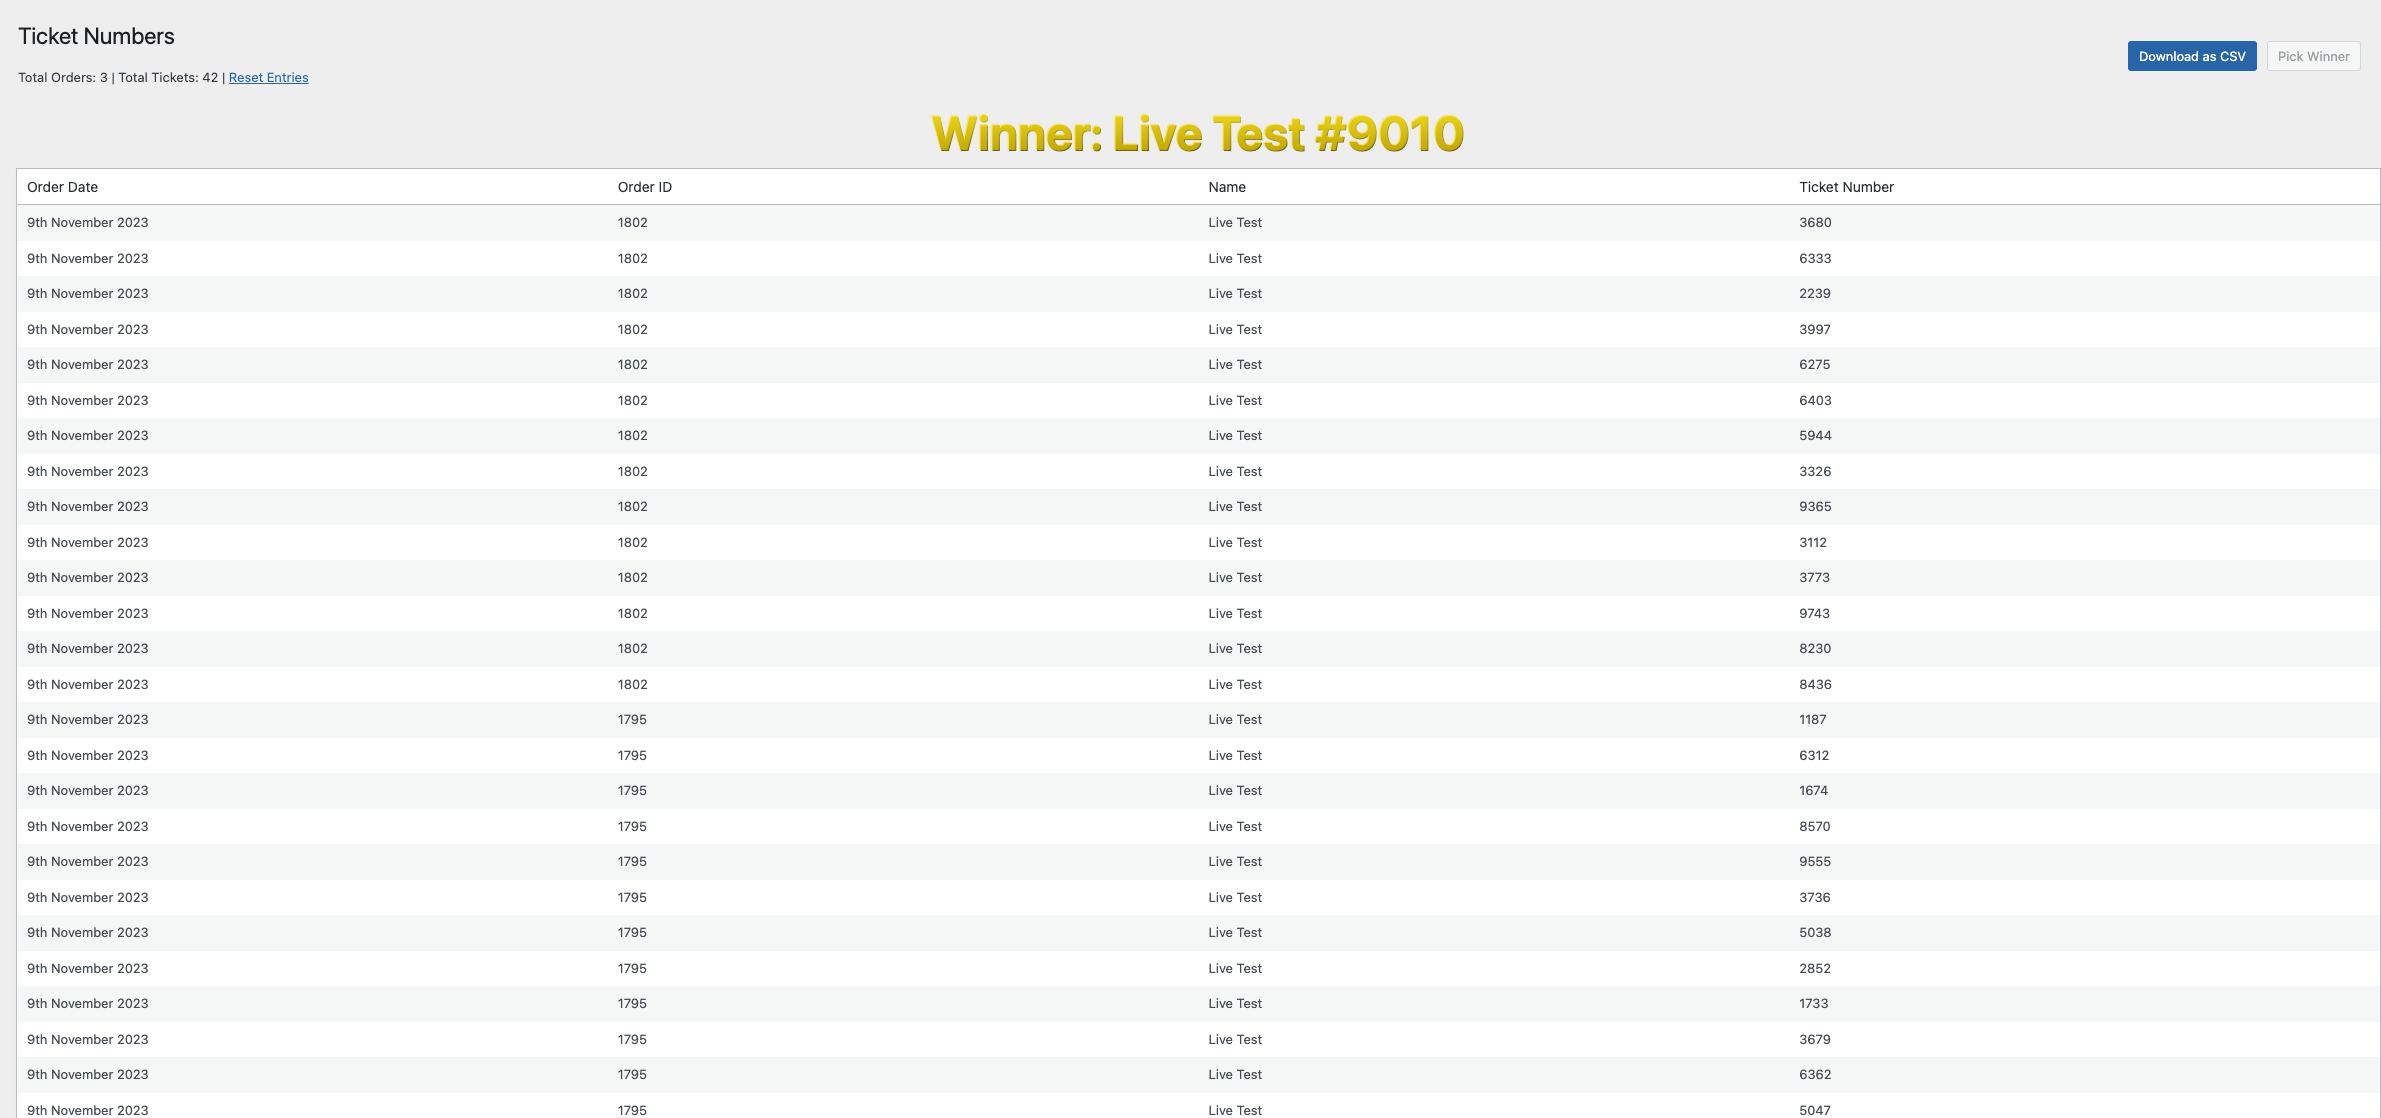 Ticket Numbers
Download as CSV Pick Winner
Total Orders: 3 | Total Tickets: 42 | Reset Entries
Winner: Live Test #9010
Order Date Order ID Name Ticket Number
9th November 2023 1802 Live Test 3680
9th November 2023 1802 Live Test 6333
9th November 2023 1802 Live Test 2239
9th November 2023 1802 Live Test 3997
9th November 2023 1802 Live Test 6275
9th November 2023 1802 Live Test 6403
9th November 2023 1802 Live Test 5944
9th November 2023 1802 Live Test 3326
9th November 2023 1802 Live Test 9365
9th November 2023 1802 Live Test 3112
9th November 2023 1802 Live Test 3773
9th November 2023 1802 Live Test 9743
9th November 2023 1802 Live Test 8230
9th November 2023 1802 Live Test 8436
9th November 2023 1795 Live Test 1187
9th November 2023 1795 Live Test 6312
9th November 2023 1795 Live Test 1674
9th November 2023 1795 Live Test 8570
9th November 2023 1795 Live Test 9555
9th November 2023 1795 Live Test 3736
9th November 2023 1795 Live Test 5038
9th November 2023 1795 Live Test 2852
9th November 2023 1795 Live Test 1733
9th November 2023 1795 Live Test 3679
9th November 2023 1795 Live Test 6362
9th November 2023 1795 Live Test 5047